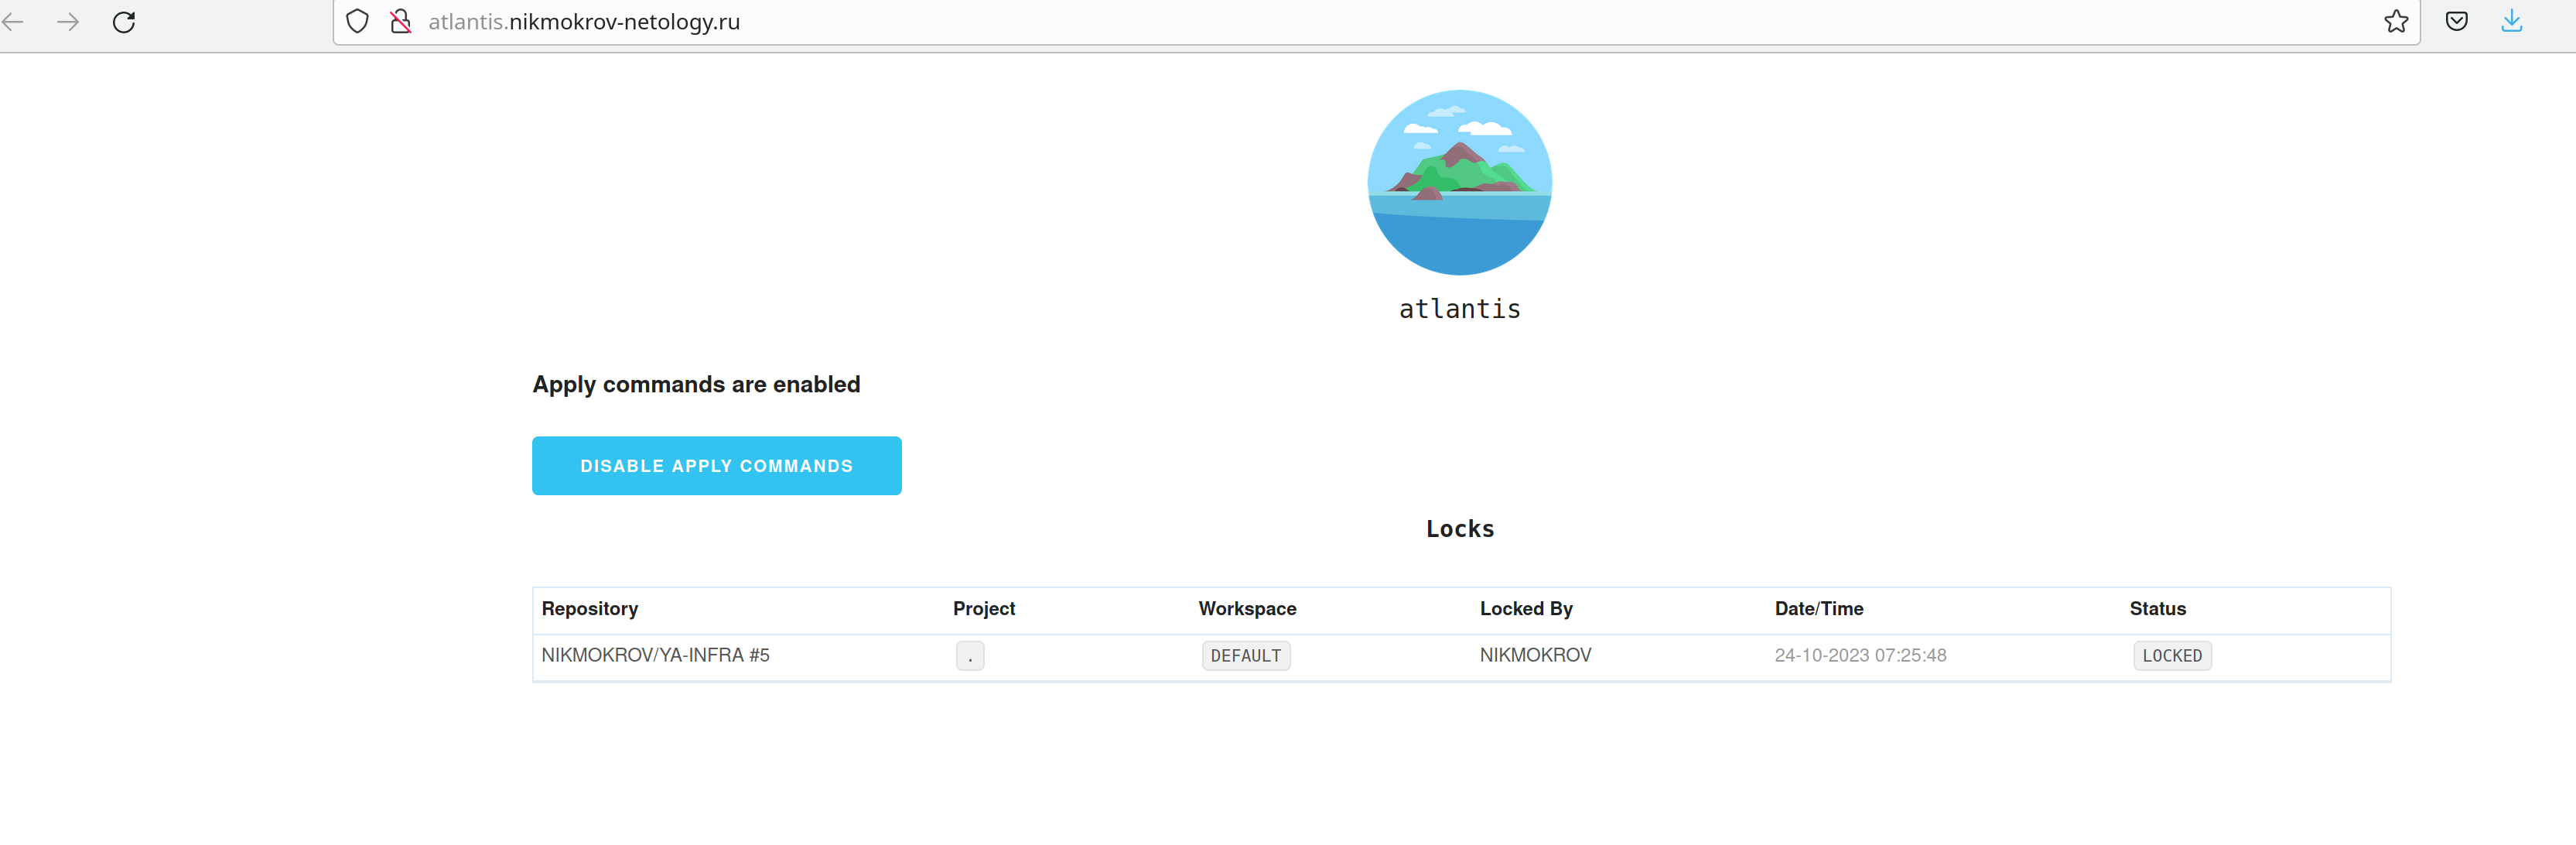 atlantis.nikmokrov-netology.ru
atlantis
Apply commands are enabled
DISABLE APPLY COMMANDS
Locks
Repository Project Workspace Locked By Date/Time Status
NIKMOKROV/YA-INFRA #5 . DEFAULT NIKMOKROV 24-10-2023 07:25:48 LOCKED